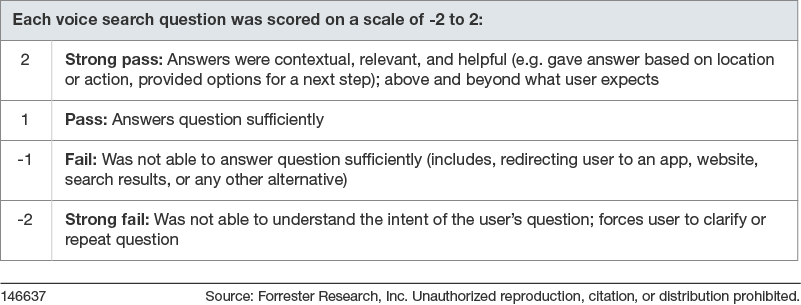 Each voice search question was scored on a scale of -2 to 2:
2 Strong pass: Answers were contextual, relevant, and helpful (e.g. gave answer based on location
or action, provided options for a next step); above and beyond what user expects
1 Pass: Answers question sufficiently
-1 Fail: Was not able to answer question sufficiently (includes, redirecting user to an app, website,
search results, or any other alternative)
-2 Strong fail: Was not able to understand the intent of the user’s question; forces user to clarify or
repeat question
146637 Source: Forrester Research, Inc. Unauthorized reproduction, citation, or distribution prohibited.